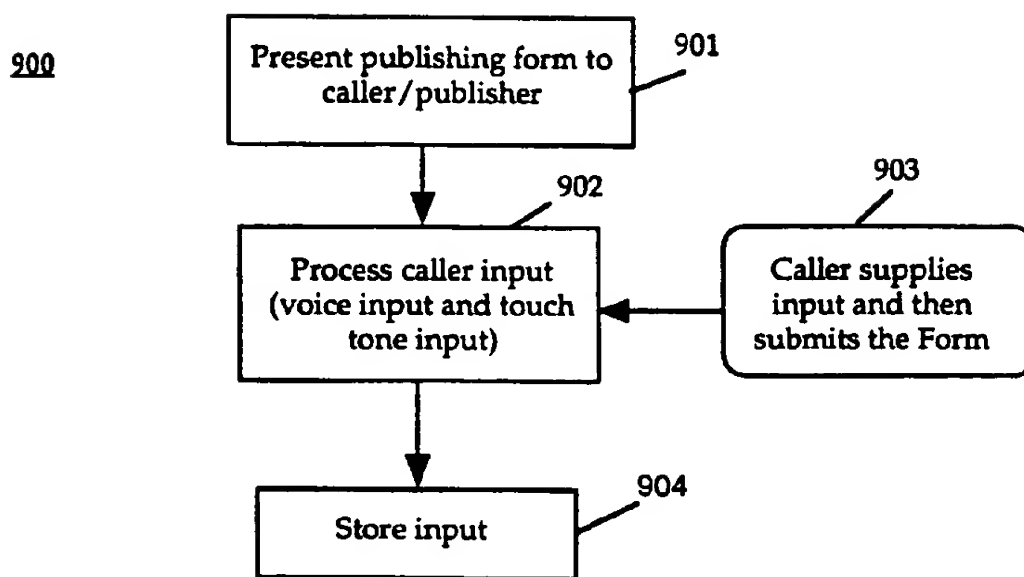 900
Present publishing form to
caller/publisher
901
902
903
Process caller input
(voice input and touch
tone input)
Caller supplies
input and then
submits the Form
904
Store input